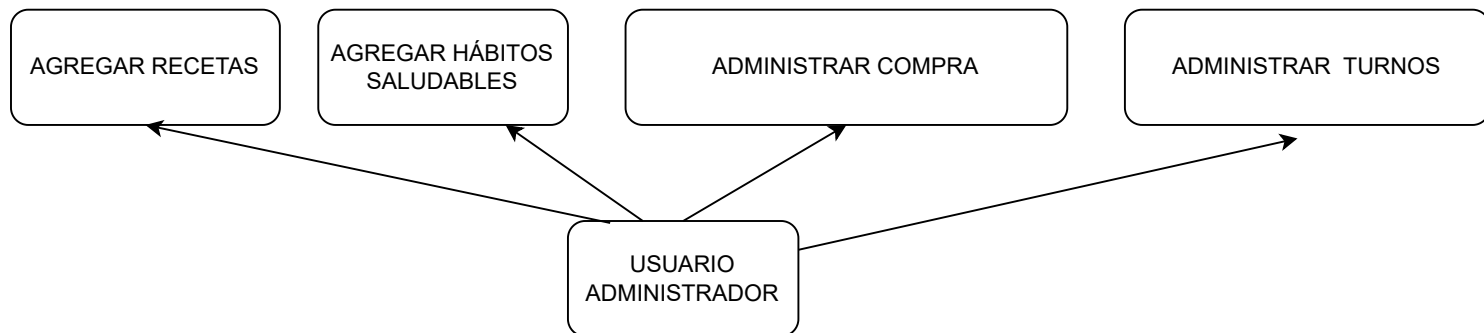 AGREGAR RECETAS
AGREGAR HÁBITOS
SALUDABLES
ADMINISTRAR COMPRA
ADMINISTRAR TURNOS
USUARIO
ADMINISTRADOR